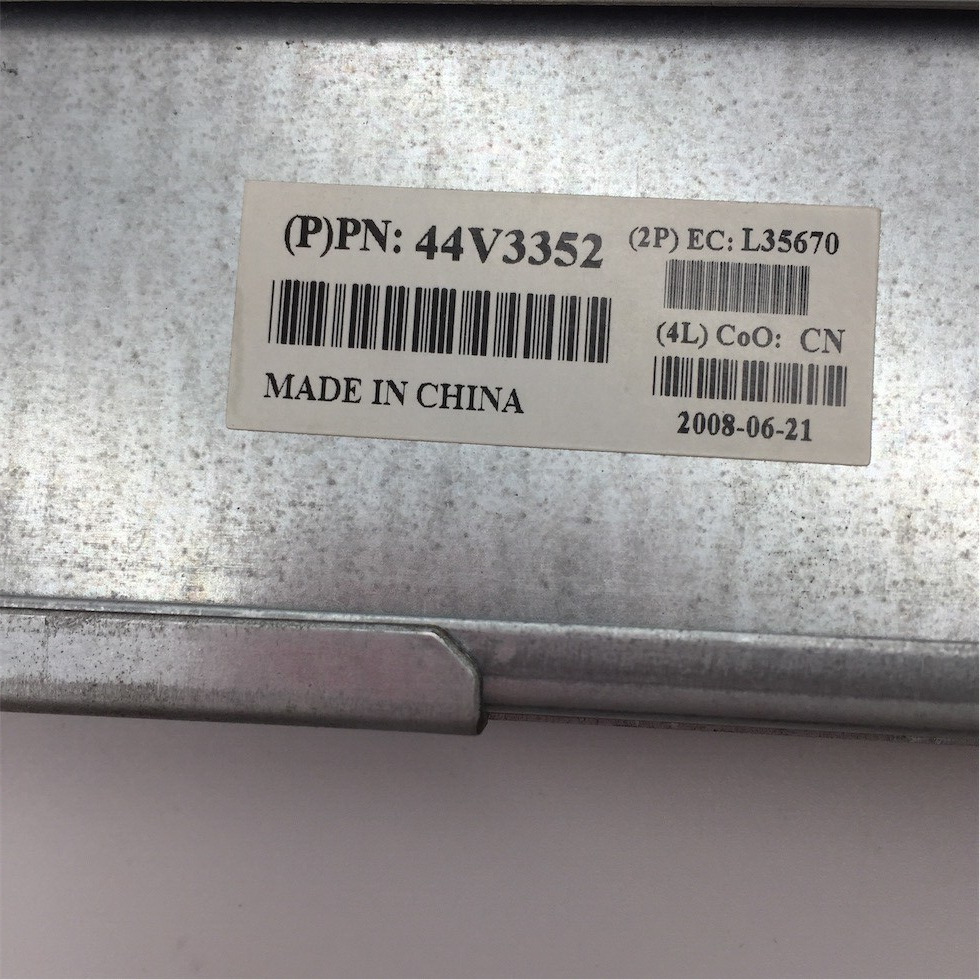 (P)PN: 44V3352
MADE IN CHINA
(2P) EC: L35670
(4L) CoO: CN
2008-06-21